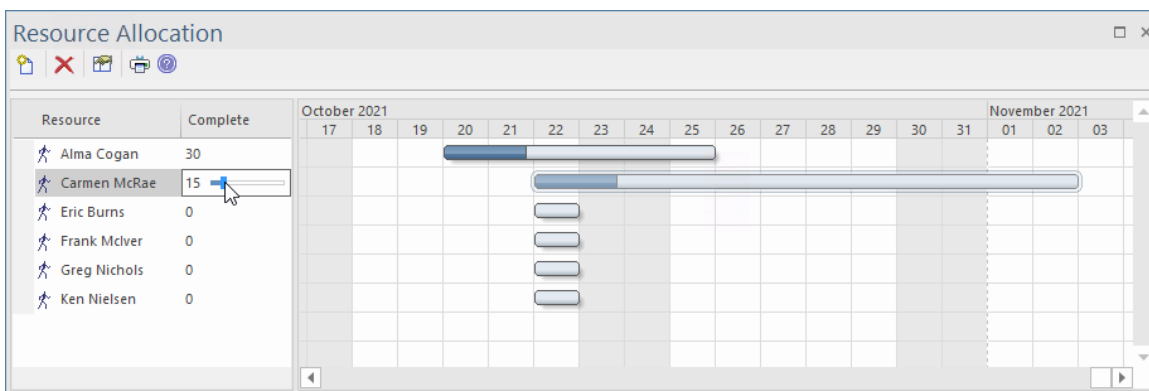 Resource Allocation
Resource Complete
October 2021 November 2021
17 18 19 20 21 22 23 24 25 26 27 28 29 30 31 01 02 03
Alma Cogan 30
Carmen McRae 15
Eric Burns 0
Frank McIver 0
Greg Nichols 0
Ken Nielsen 0